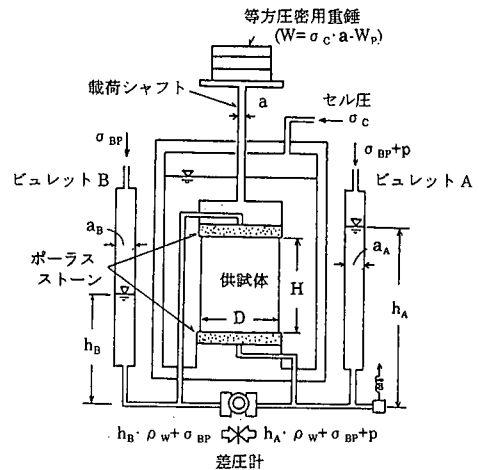 等方圧密用重錘
(W=σC·a-WP)
載荷シャフト
a
セル圧
σC
σBP
σBP+p
ビュレットB
ビュレットA
aB
aA
ポーラス
ストーン
供試体
H
D
hB
hA
hB·ρW+σBP
hA·ρW+σBP+p
差圧計